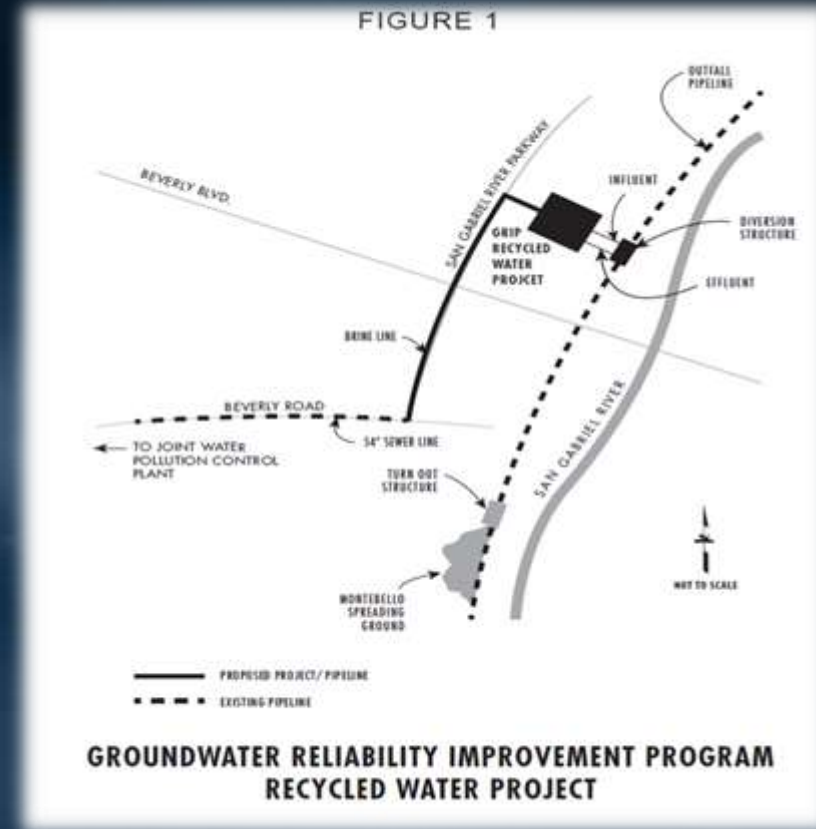 FIGURE 1
OUTFALL
PIPELINE
SAN GABRIEL RIVER PARKWAY
BEVERLY BLVD.
INFLUENT
DIVERSION
STRUCTURE
GRIP
RECYCLED
WATER
PROJCET
EFFLUENT
BRINE LINE
BEVERLY ROAD
54" SEWER LINE
TO JOINT WATER
POLLUTION CONTROL
PLANT
TURN OUT
STRUCTURE
SAN GABRIEL RIVER
NOT TO SCALE
MONTEBELLO
SPREADING
GROUND
PROPOSED PROJECT/PIPELINE
EXISTING PIPELINE
GROUNDWATER RELIABILITY IMPROVEMENT PROGRAM
RECYCLED WATER PROJECT